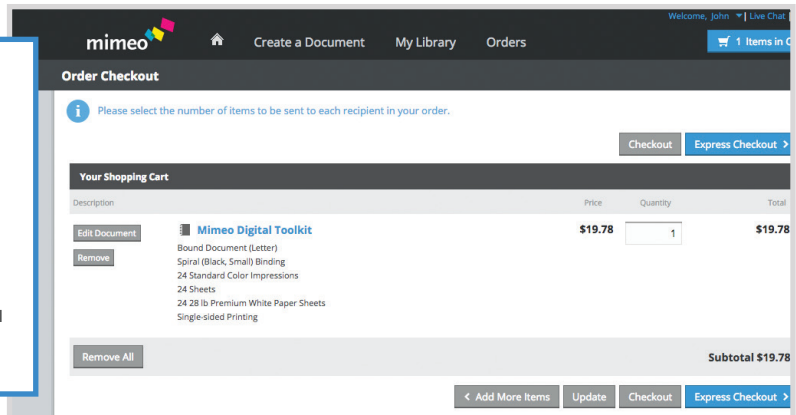 Welcome, John | Live Chat |
mimeo
Create a Document My Library Orders
1 Items in C
Order Checkout
i Please select the number of items to be sent to each recipient in your order.
Checkout Express Checkout >
Your Shopping Cart
Description Price Quantity Total
Edit Document Mimeo Digital Toolkit $19.78 1 $19.78
Remove Bound Document (Letter)
Spiral (Black, Small) Binding
24 Standard Color Impressions
24 Sheets
24 28 lb Premium White Paper Sheets
Single-sided Printing
Remove All Subtotal $19.78
< Add More Items Update Checkout Express Checkout >